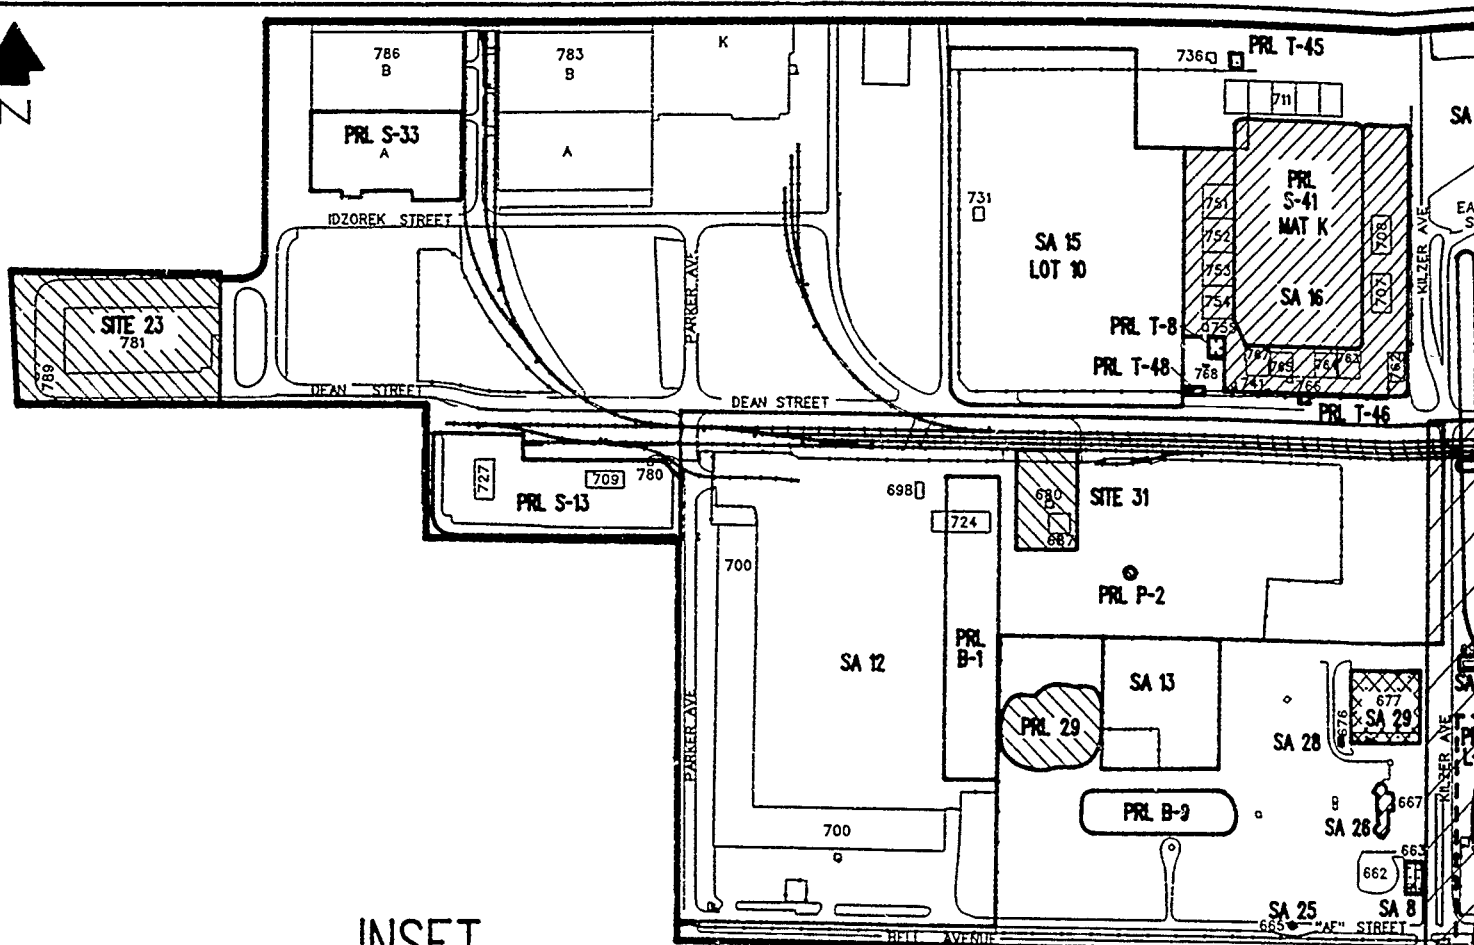 N
786
B
783
B
K
736
PRL T-45
711
SA
PRL S-33
A
A
PRL
S-41
MAT K
SA 16
751
752
753
754
755
708
707
KILZER AVE
EA
S
731
IDZOREK STREET
SA 15
LOT 10
PARKER AVE
SITE 23
781
789
PRL T-8
PRL T-48
768
767
765
764
763
762
741
766
PRL T-46
DEAN STREET
DEAN STREET
727
709
780
PRL S-13
698
724
680
687
SITE 31
700
PRL P-2
SA 12
PRL
B-1
SA 13
PRL 29
677
SA 29
676
SA 28
SA
PARKER AVE
KILZER AVE
PRL B-9
667
SA 26
700
663
662
SA 8
SA 25
665
"AF" STREET
BELL AVENUE
INSET